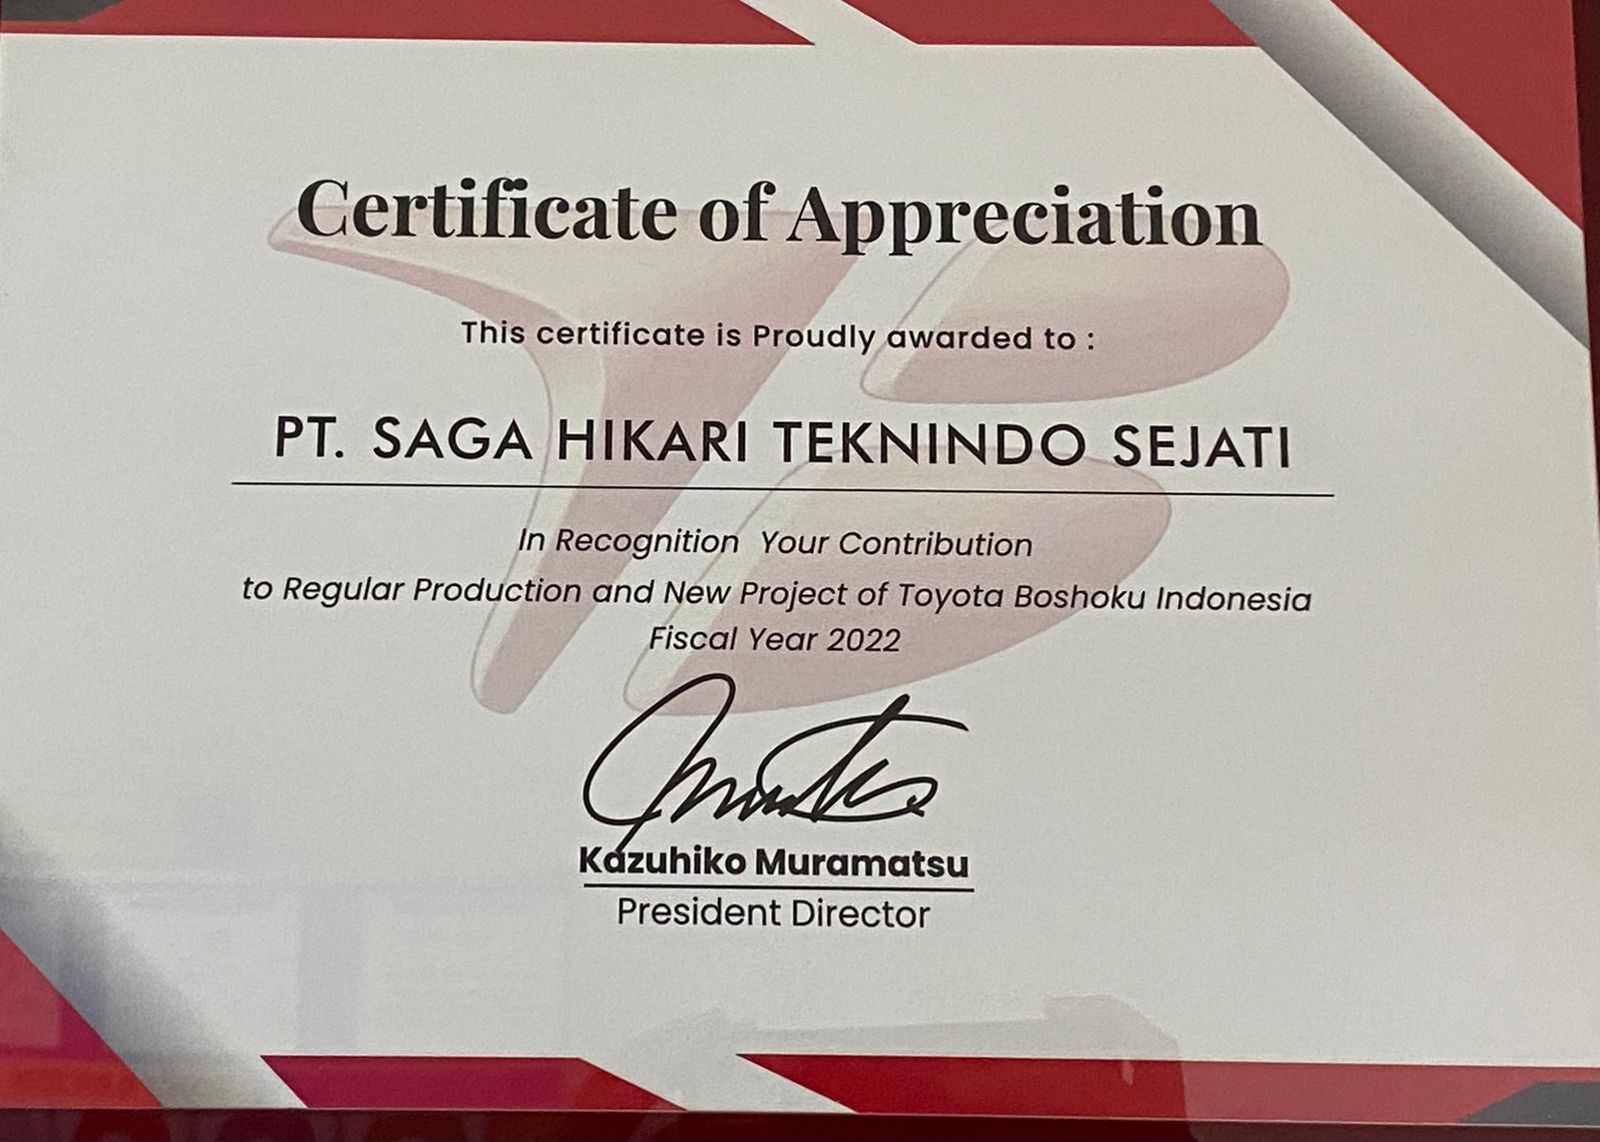 Certificate of Appreciation
This certificate is Proudly awarded to :
PT. SAGA HIKARI TEKNINDO SEJATI
In Recognition Your Contribution
to Regular Production and New Project of Toyota Boshoku Indonesia
Fiscal Year 2022
Kazuhiko Muramatsu
President Director